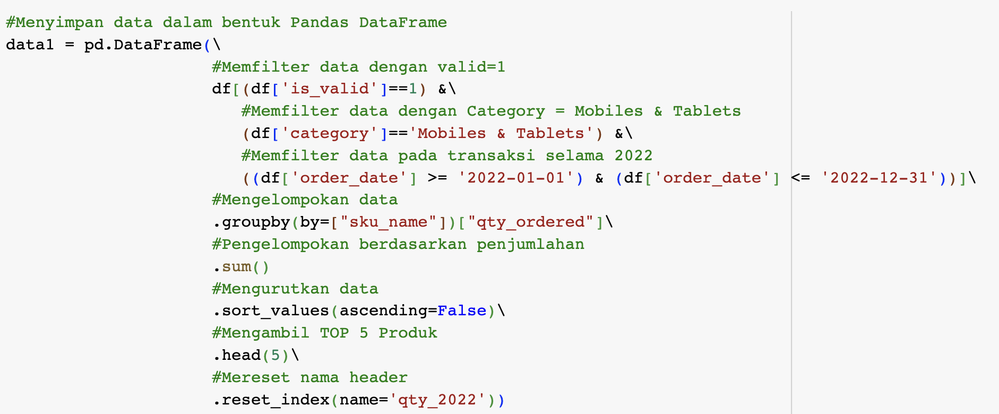 #Menyimpan data dalam bentuk Pandas DataFrame
data1 = pd.DataFrame(\
#Memfilter data dengan valid=1
df[(df['is_valid']==1) &\
#Memfilter data dengan Category = Mobiles & Tablets
(df['category']=='Mobiles & Tablets') &\
#Memfilter data pada transaksi selama 2022
((df['order_date'] >= '2022-01-01') & (df['order_date'] <= '2022-12-31'))]\
#Mengelompokan data
.groupby(by=["sku_name"])["qty_ordered"]\
#Pengelompokan berdasarkan penjumlahan
.sum()
#Mengurutkan data
.sort_values(ascending=False)\
#Mengambil TOP 5 Produk
.head(5)\
#Mereset nama header
.reset_index(name='qty_2022'))